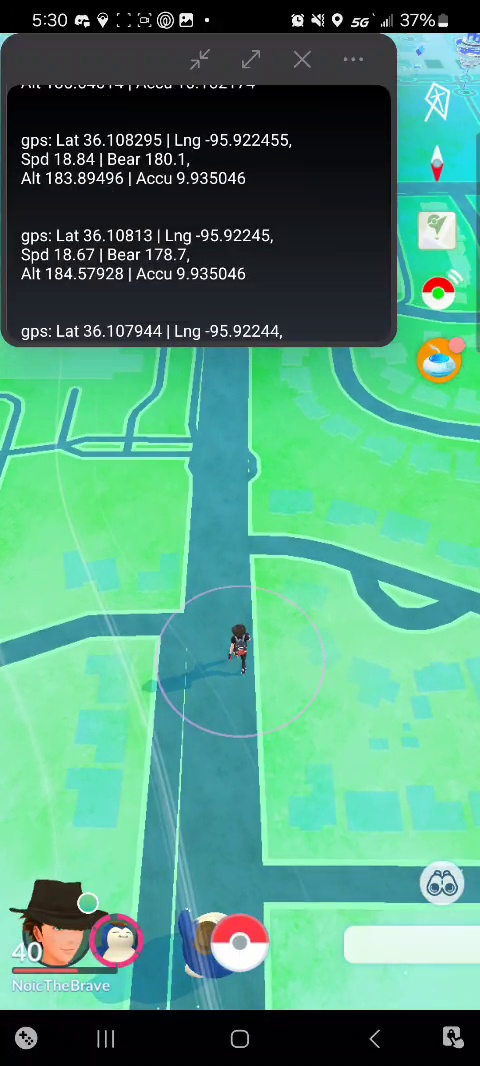 5:30
5G
37%
gps: Lat 36.108295 | Lng -95.922455,
Spd 18.84 | Bear 180.1,
Alt 183.89496 | Accu 9.935046
gps: Lat 36.10813 | Lng -95.92245,
Spd 18.67 | Bear 178.7,
Alt 184.57928 | Accu 9.935046
gps: Lat 36.107944 | Lng -95.92244,
40
NoicTheBrave